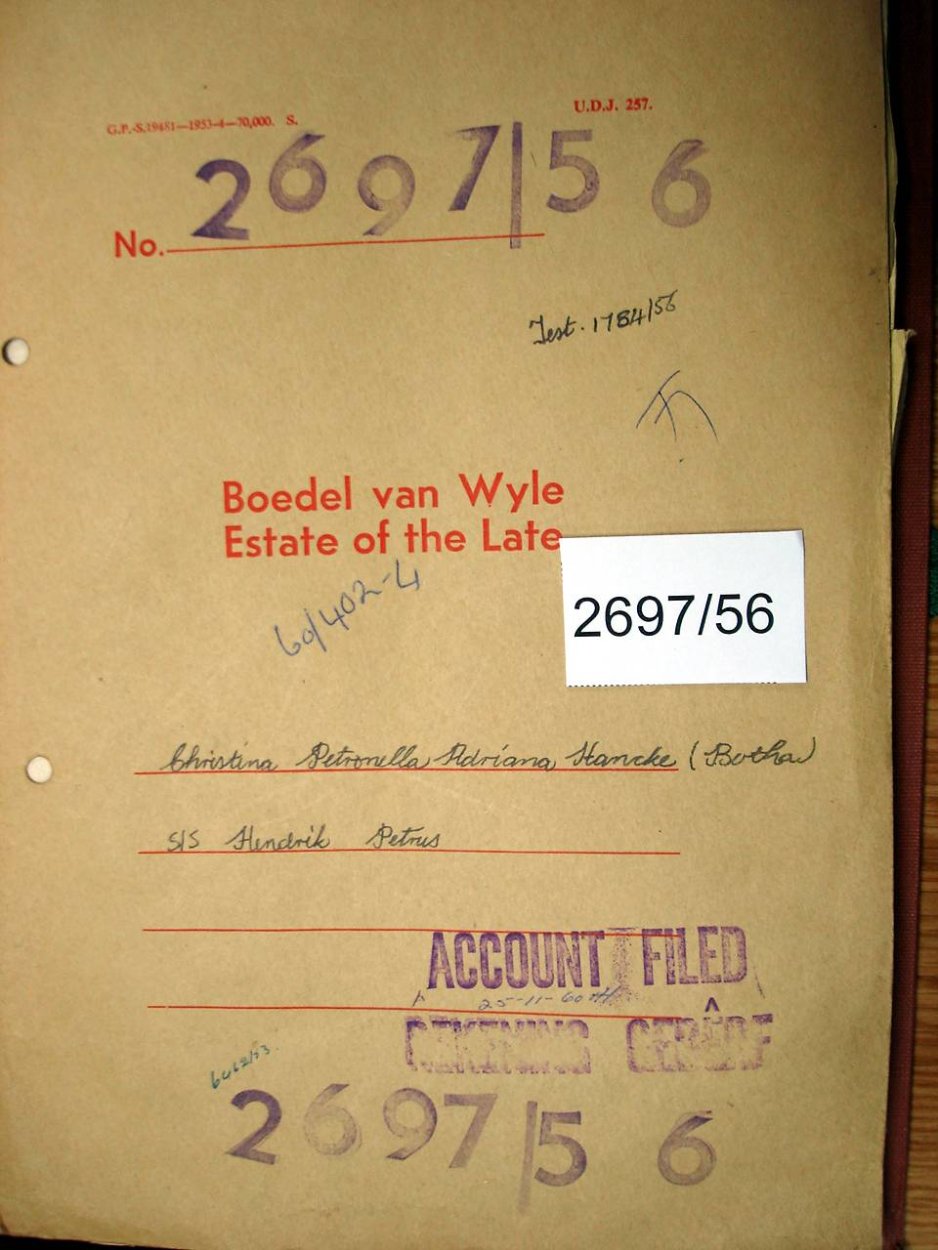 G.P.-S.19481—1953-4—70,000. S.
U.D.J. 257.
2697|56
No.
Test. 1784/56
Boedel van Wyle
Estate of the Late
60/402-4
2697/56
Christina Petronella Adriana Hancke (Botha)
S/S Hendrik Petrus
ACCOUNT FILED
25-11-60
REKENING GEPÔRF
2697/56